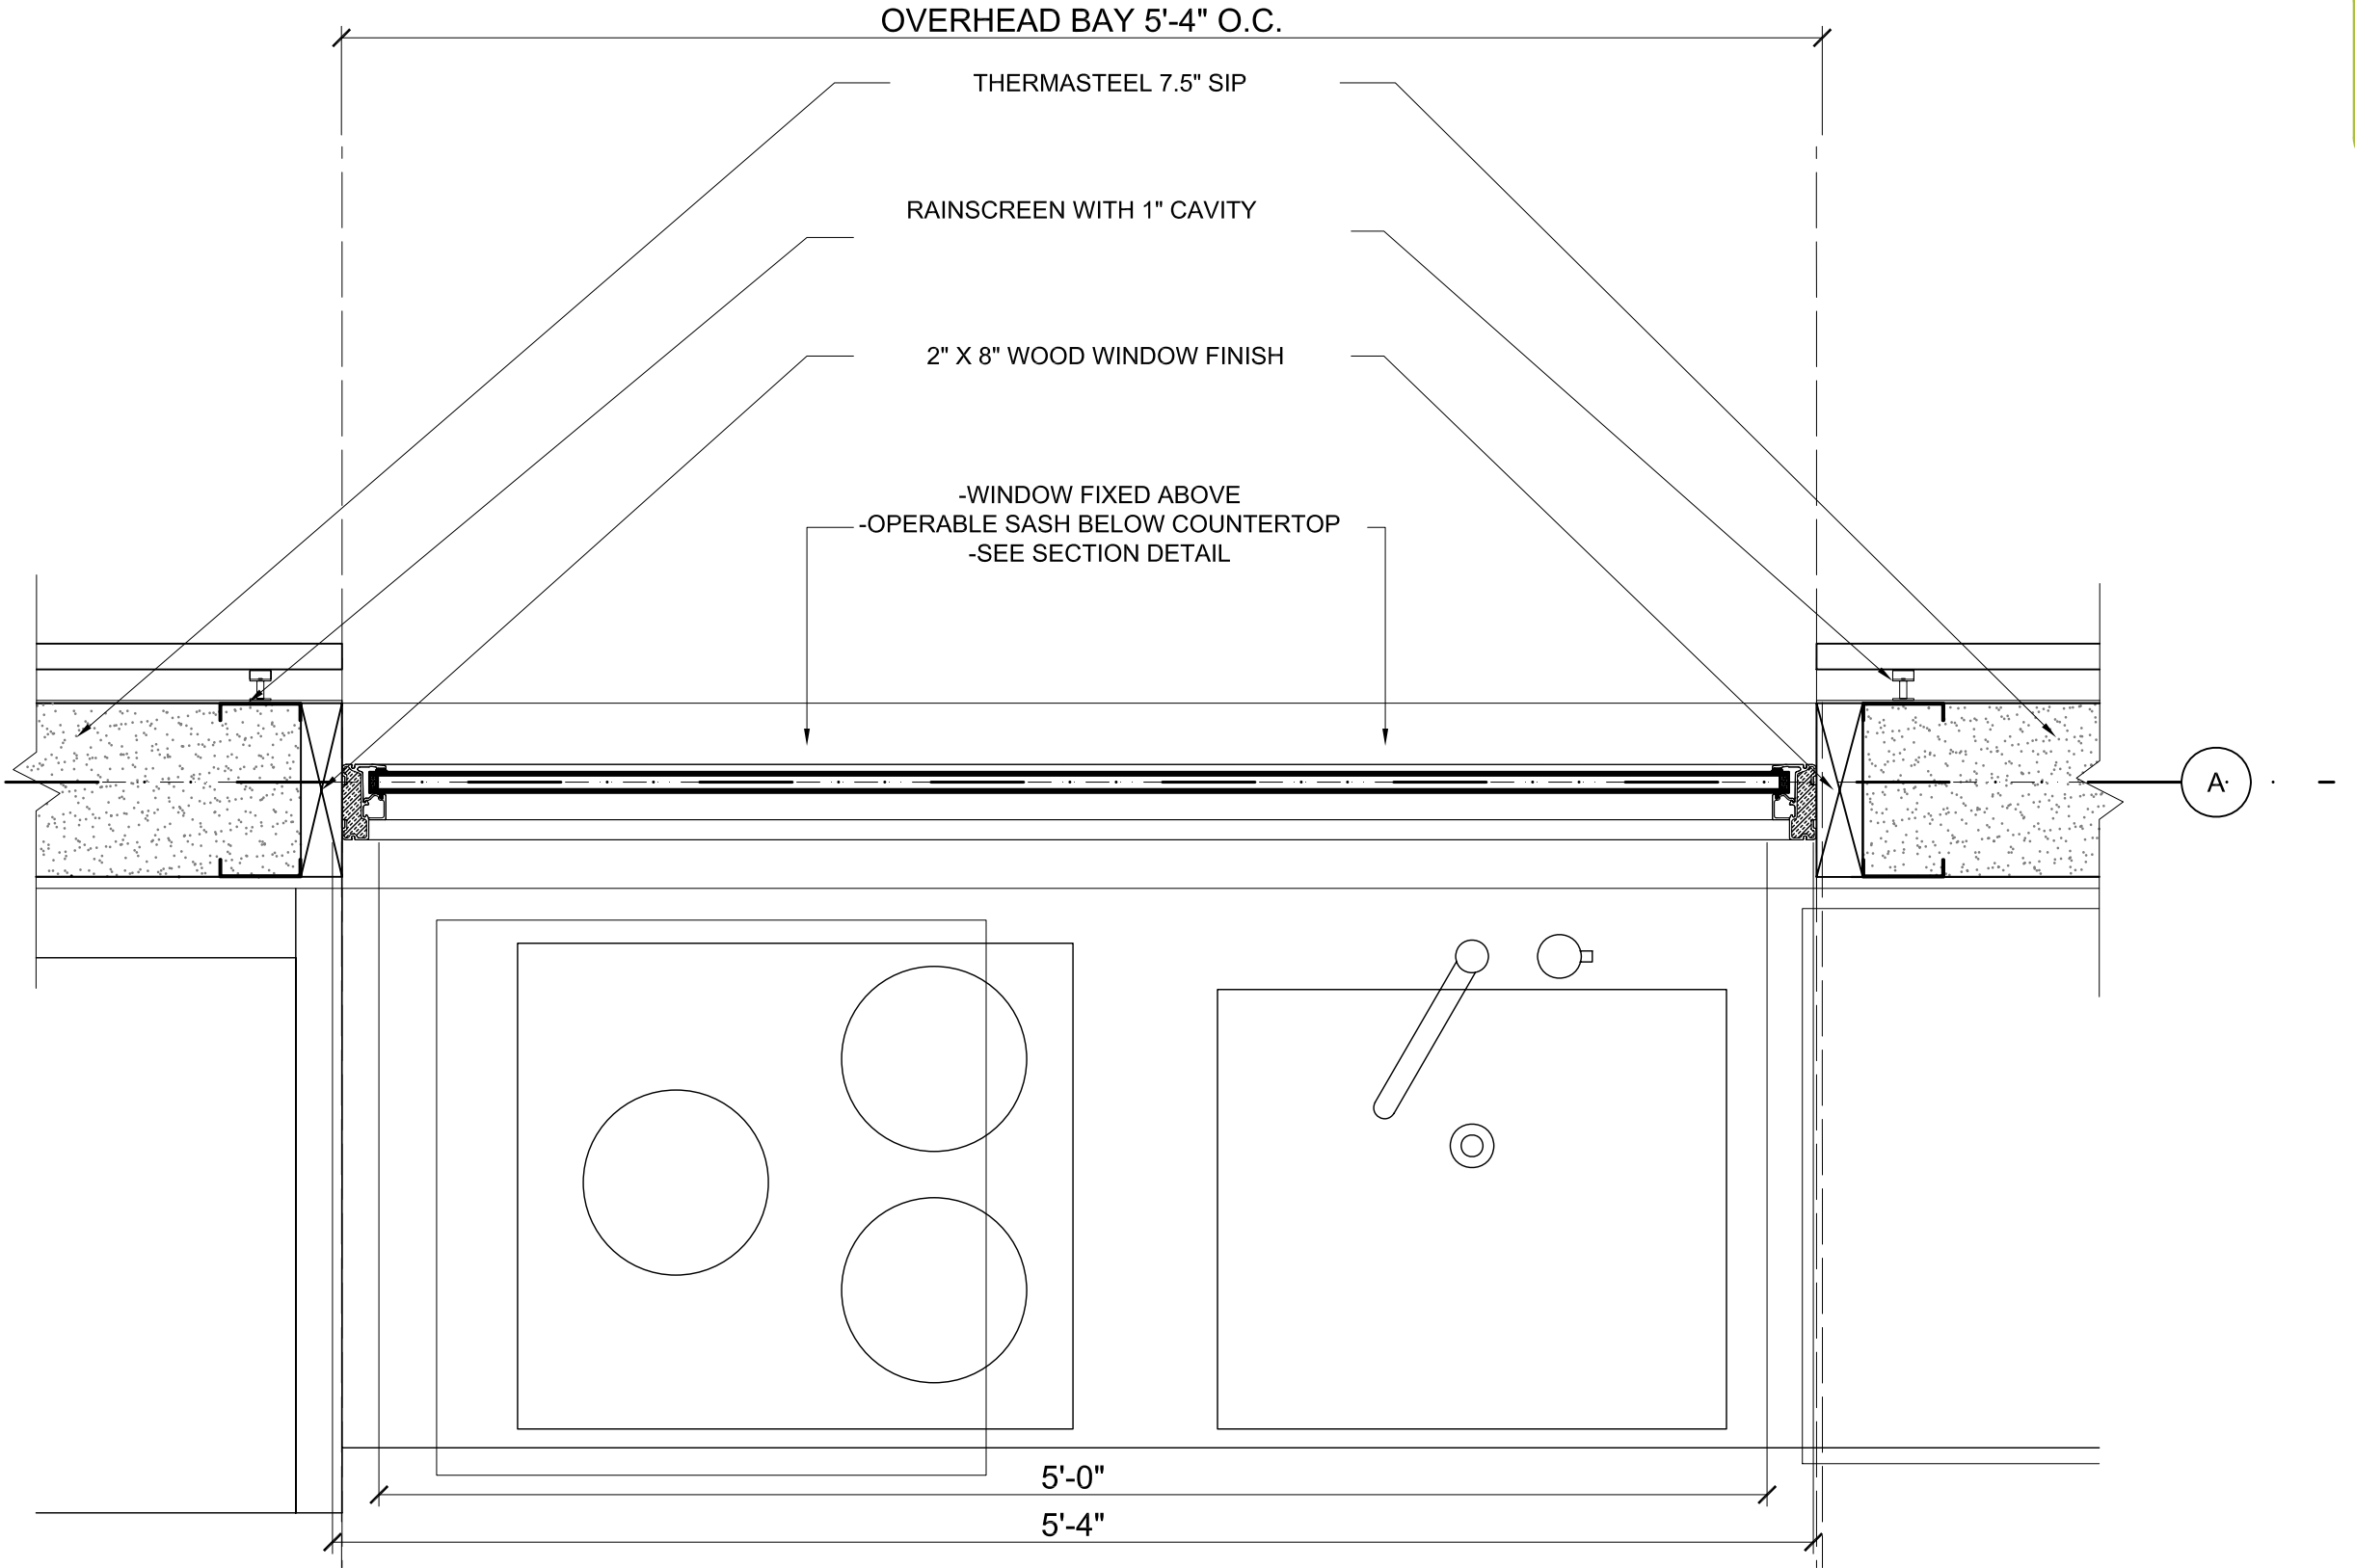 OVERHEAD BAY 5'-4" O.C.
THERMASTEEL 7.5" SIP
RAINSCREEN WITH 1" CAVITY
2" X 8" WOOD WINDOW FINISH
-WINDOW FIXED ABOVE
-OPERABLE SASH BELOW COUNTERTOP
-SEE SECTION DETAIL
A
5'-0"
5'-4"